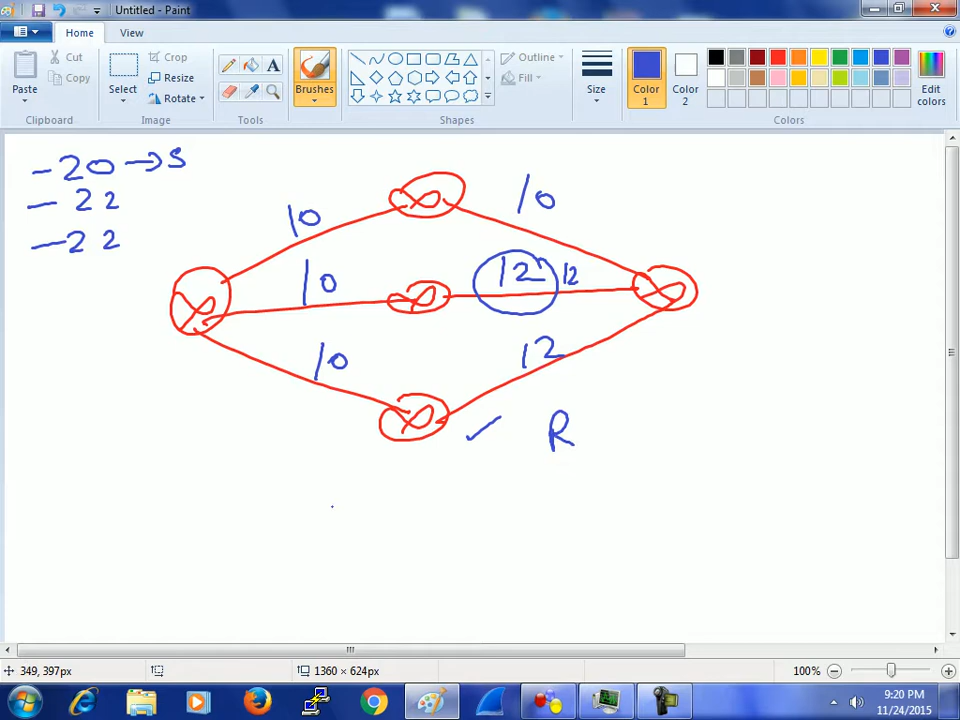 Untitled - Paint
Home
View
Paste
Cut
Copy
Clipboard
Select
Crop
Resize
Rotate
Image
Tools
Brushes
Shapes
Outline
Fill
Size
Color 1
Color 2
Edit colors
Colors
-20 → S
- 22
- 22
10
10
10
12 12
10
10
12
✓ R
349, 397px
1360 × 624px
100%
9:20 PM
11/24/2015